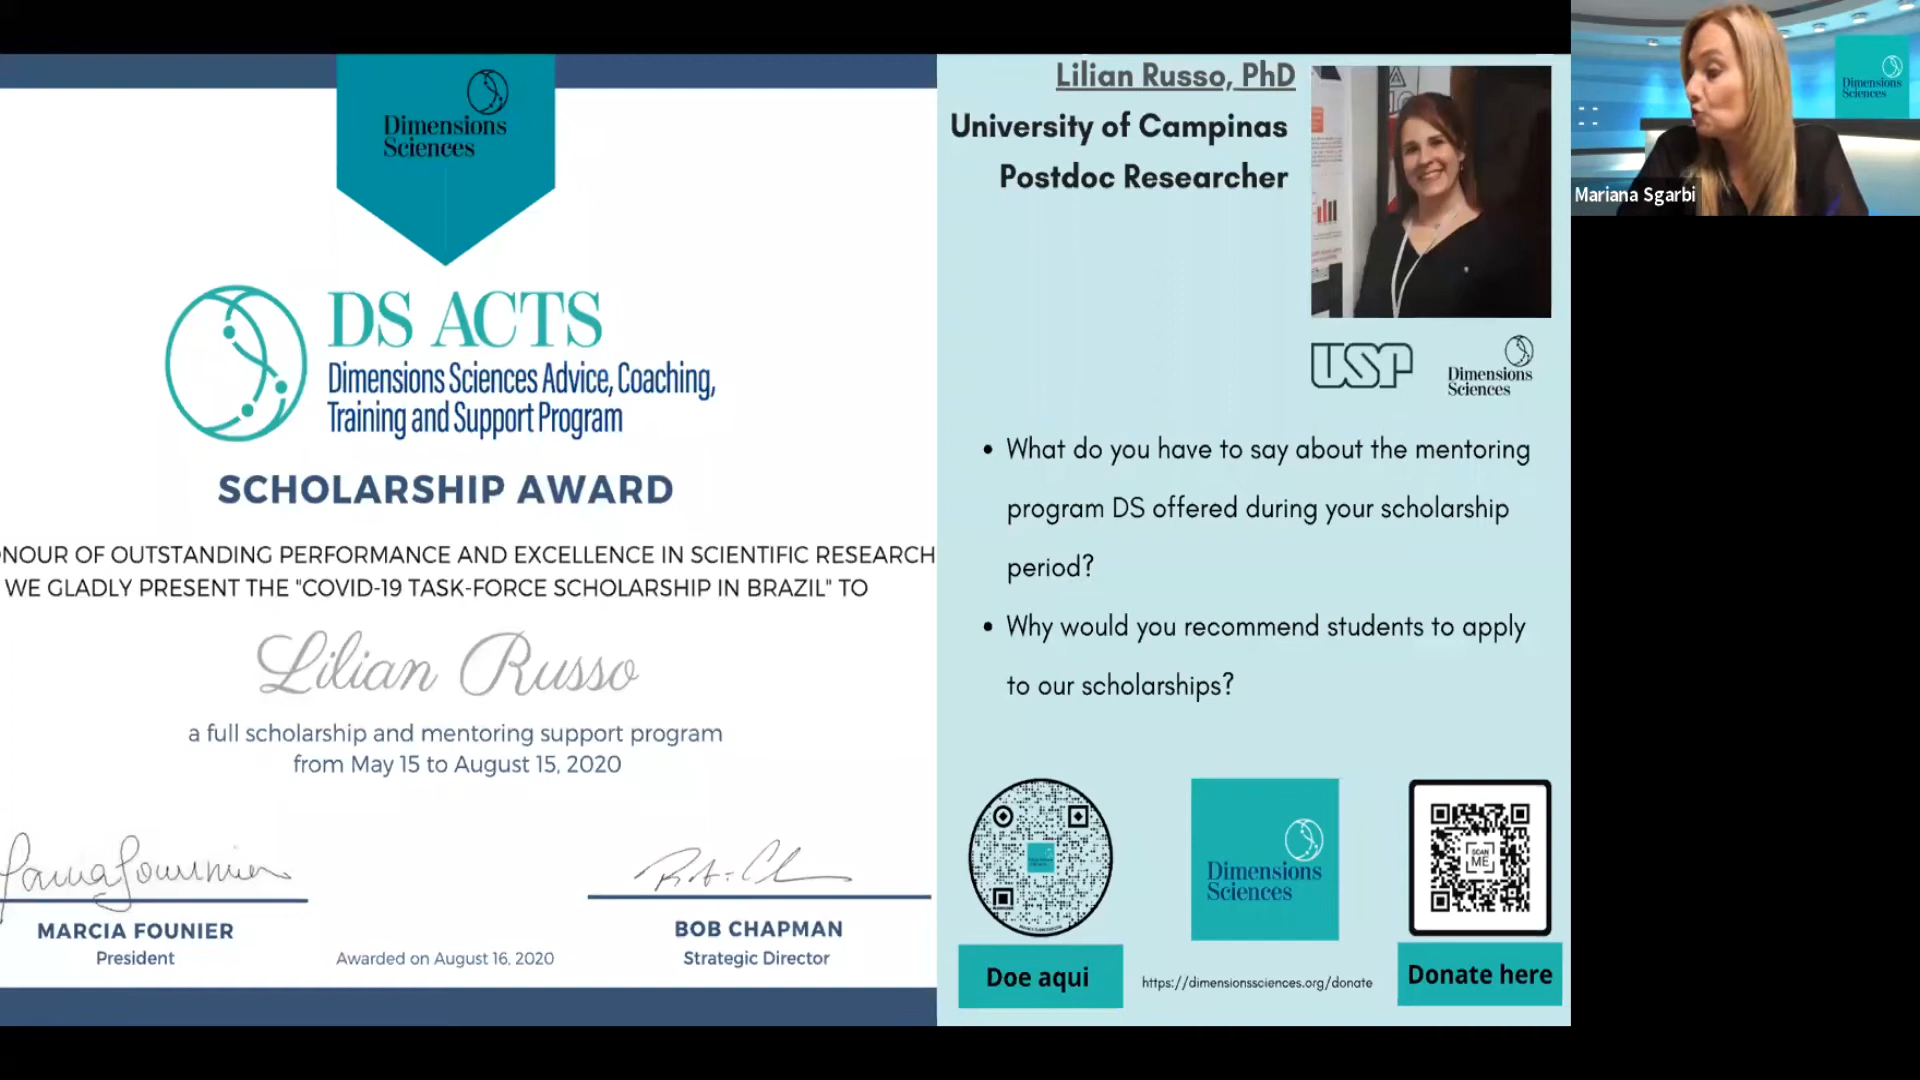 Dimensions
Sciences
DS ACTS
Dimensions Sciences Advice, Coaching,
Training and Support Program
SCHOLARSHIP AWARD
NOUR OF OUTSTANDING PERFORMANCE AND EXCELLENCE IN SCIENTIFIC RESEARCH
WE GLADLY PRESENT THE "COVID-19 TASK-FORCE SCHOLARSHIP IN BRAZIL" TO
Lilian Russo
a full scholarship and mentoring support program
from May 15 to August 15, 2020
MARCIA FOUNIER
President
Awarded on August 16, 2020
BOB CHAPMAN
Strategic Director
Lilian Russo, PhD
University of Campinas
Postdoc Researcher
USP
Dimensions
Sciences
• What do you have to say about the mentoring
program DS offered during your scholarship
period?
• Why would you recommend students to apply
to our scholarships?
Dimensions
Sciences
SCAN
ME
Doe aqui
https://dimensionssciences.org/donate
Donate here
Dimensions
Sciences
Mariana Sgarbi